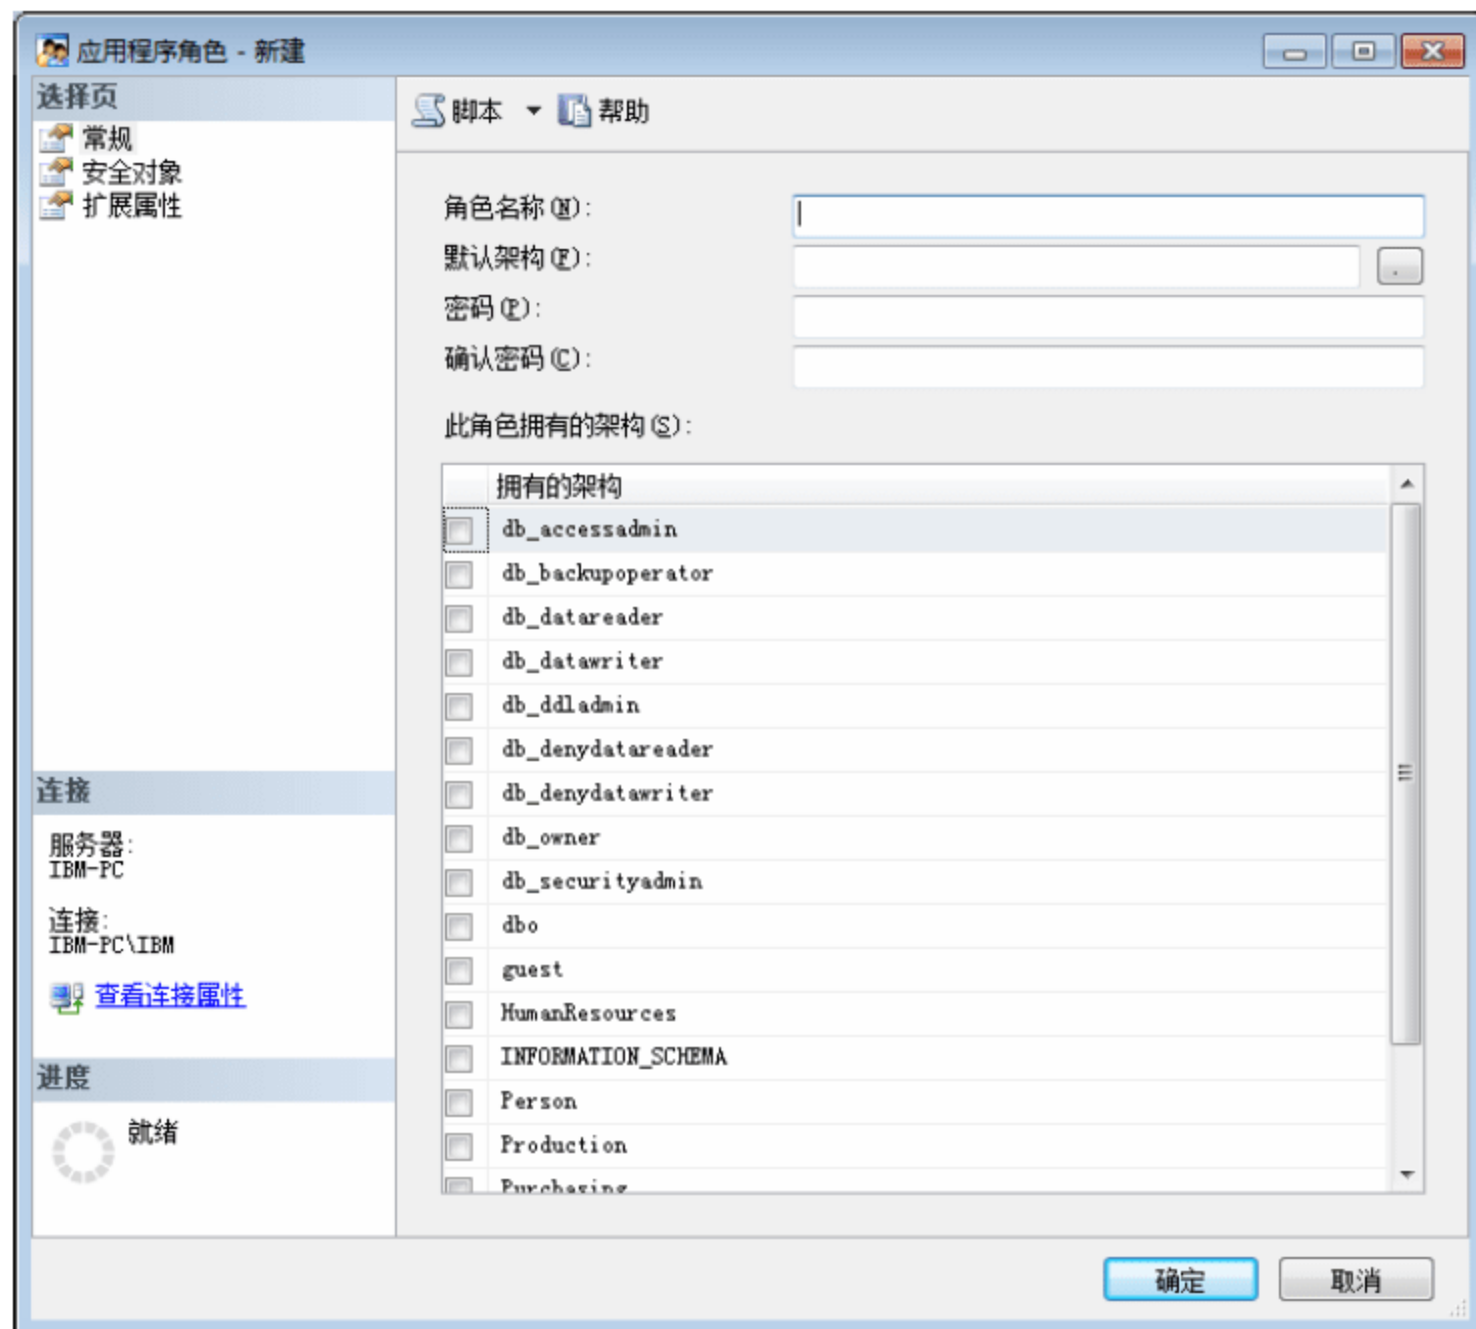 应用程序角色 - 新建
选择页
常规
安全对象
扩展属性
脚本 帮助
角色名称(N):
默认架构(F):
.
密码(P):
确认密码(C):
此角色拥有的架构(S):
拥有的架构
db_accessadmin
db_backupoperator
db_datareader
db_datawriter
db_ddladmin
db_denydatareader
db_denydatawriter
db_owner
db_securityadmin
dbo
guest
HumanResources
INFORMATION_SCHEMA
Person
Production
Purchasing
连接
服务器:
IBM-PC
连接:
IBM-PC\IBM
查看连接属性
进度
就绪
确定 取消